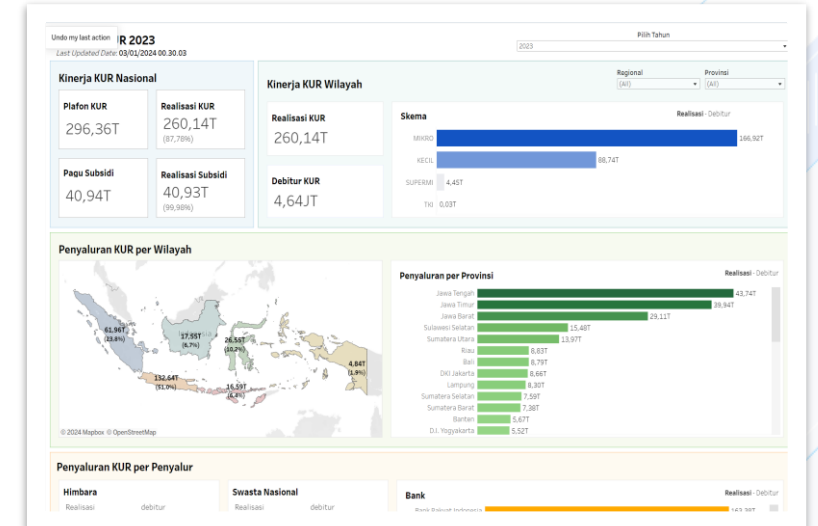 Undo my last action
R 2023
Last Updated Date: 03/01/2024 00.30.03
Pilih Tahun
2023
Kinerja KUR Nasional
Plafon KUR
296,36T
Realisasi KUR
260,14T
(87,78%)
Pagu Subsidi
40,94T
Realisasi Subsidi
40,93T
(99,98%)
Kinerja KUR Wilayah
Regional
(All)
Provinsi
(All)
Realisasi KUR
260,14T
Debitur KUR
4,64JT
Skema
Realisasi - Debitur
MIKRO 166,92T
KECIL 88,74T
SUPERMI 4,45T
TKI 0,03T
Penyaluran KUR per Wilayah
61,96T
(23,8%)
17,55T
(6,7%)
26,55T
(10,2%)
4,84T
(1,9%)
132,64T
(51,0%)
16,59T
(6,4%)
© 2024 Mapbox © OpenStreetMap
Penyaluran per Provinsi
Realisasi - Debitur
Jawa Tengah 43,74T
Jawa Timur 39,94T
Jawa Barat 29,11T
Sulawesi Selatan 15,48T
Sumatera Utara 13,97T
Riau 8,83T
Bali 8,79T
DKI Jakarta 8,66T
Lampung 8,30T
Sumatera Selatan 7,59T
Sumatera Barat 7,38T
Banten 5,67T
D.I. Yogyakarta 5,52T
Penyaluran KUR per Penyalur
Himbara
Realisasi debitur
Swasta Nasional
Realisasi debitur
Bank
Realisasi - Debitur
Bank Rakyat Indonesia 163,38T